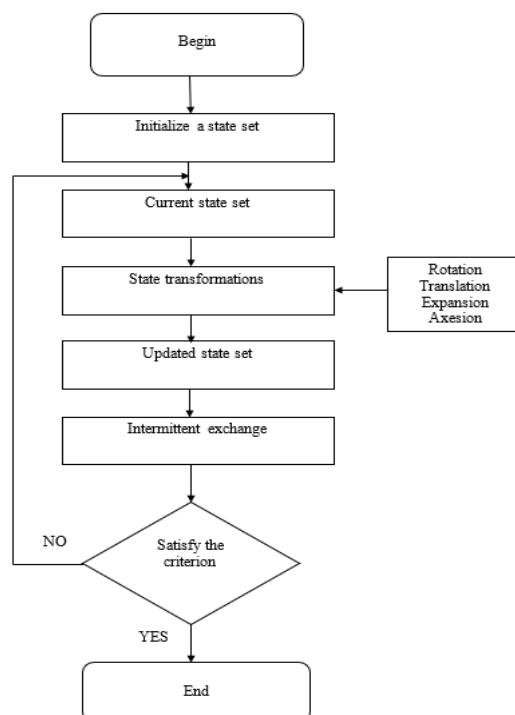 Begin
Initialize a state set
Current state set
State transformations
Rotation
Translation
Expansion
Axesion
Updated state set
Intermittent exchange
Satisfy the
criterion
NO
YES
End